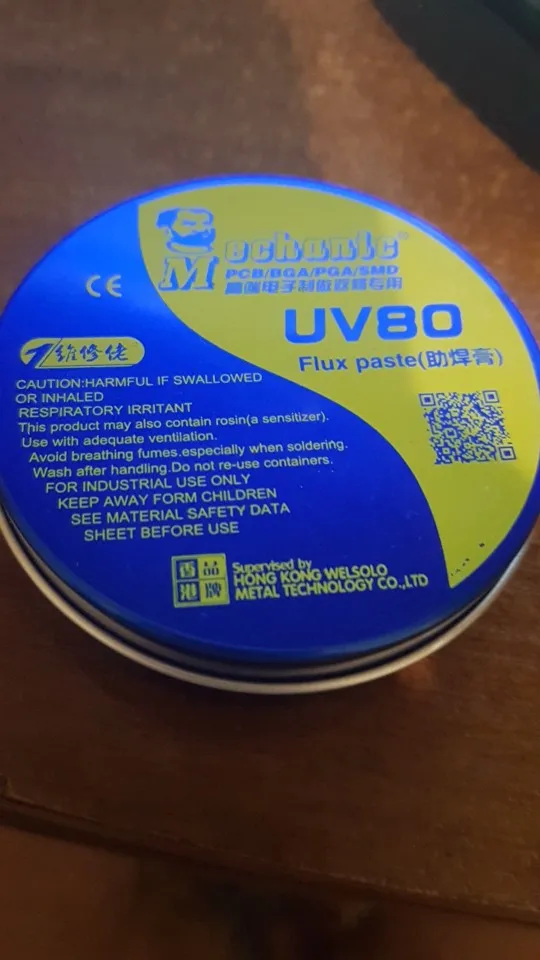 Mechanic®
PCB/BGA/PGA/SMD
高端电子制做双精专用
UV80
Flux paste(助焊膏)
CE
维修佬
CAUTION:HARMFUL IF SWALLOWED
OR INHALED
RESPIRATORY IRRITANT
This product may also contain rosin(a sensitizer).
Use with adequate ventilation.
Avoid breathing fumes.especially when soldering.
Wash after handling.Do not re-use containers.
FOR INDUSTRIAL USE ONLY
KEEP AWAY FORM CHILDREN
SEE MATERIAL SAFETY DATA
SHEET BEFORE USE
香品
港牌
Supervised by
HONG KONG WELSOLO
METAL TECHNOLOGY CO.,LTD